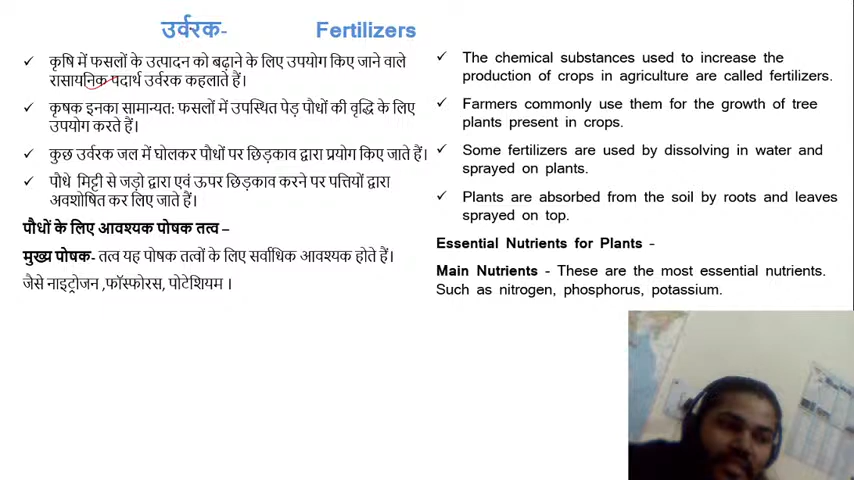 उर्वरक-
Fertilizers
कृषि में फसलों के उत्पादन को बढ़ाने के लिए उपयोग किए जाने वाले
रासायनिक पदार्थ उर्वरक कहलाते हैं।
कृषक इनका सामान्यत: फसलों में उपस्थित पेड़ पौधों की वृद्धि के लिए
उपयोग करते हैं।
कुछ उर्वरक जल में घोलकर पौधों पर छिड़काव द्वारा प्रयोग किए जाते हैं।
पौधे मिट्टी से जड़ो द्वारा एवं ऊपर छिड़काव करने पर पत्तियों द्वारा
अवशोषित कर लिए जाते हैं।
पौधों के लिए आवश्यक पोषक तत्व –
मुख्य पोषक- तत्व यह पोषक तत्वों के लिए सर्वाधिक आवश्यक होते हैं।
जैसे नाइट्रोजन ,फॉस्फोरस, पोटेशियम ।
The chemical substances used to increase the
production of crops in agriculture are called fertilizers.
Farmers commonly use them for the growth of tree
plants present in crops.
Some fertilizers are used by dissolving in water and
sprayed on plants.
Plants are absorbed from the soil by roots and leaves
sprayed on top.
Essential Nutrients for Plants -
Main Nutrients - These are the most essential nutrients.
Such as nitrogen, phosphorus, potassium.